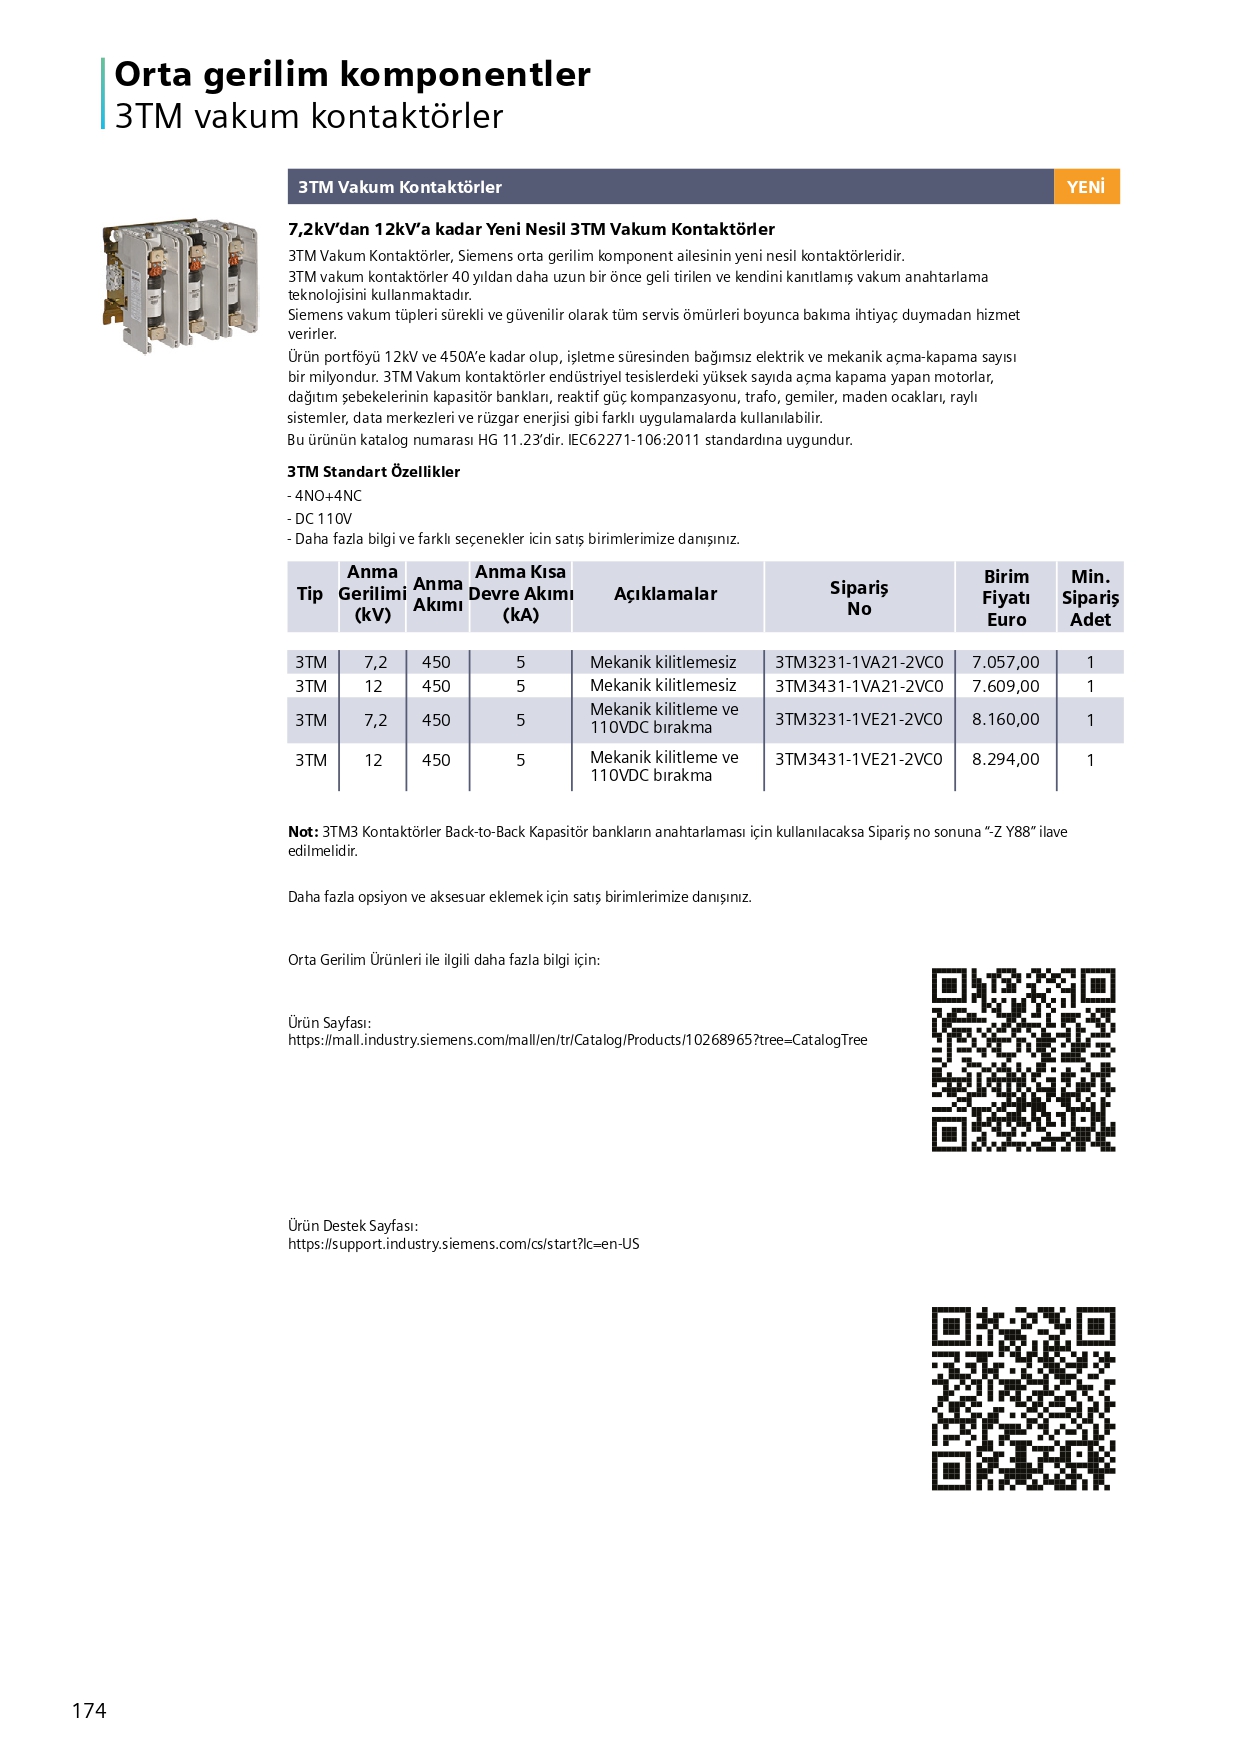 Orta gerilim komponentler
3TM vakum kontaktörler
3TM Vakum Kontaktörler YENİ
7,2kV’dan 12kV’a kadar Yeni Nesil 3TM Vakum Kontaktörler
3TM Vakum Kontaktörler, Siemens orta gerilim komponent ailesinin yeni nesil kontaktörleridir.
3TM vakum kontaktörler 40 yıldan daha uzun bir önce geli tirilen ve kendini kanıtlamış vakum anahtarlama
teknolojisini kullanmaktadır.
Siemens vakum tüpleri sürekli ve güvenilir olarak tüm servis ömürleri boyunca bakıma ihtiyaç duymadan hizmet
verirler.
Ürün portföyü 12kV ve 450A’e kadar olup, işletme süresinden bağımsız elektrik ve mekanik açma-kapama sayısı
bir milyondur. 3TM Vakum kontaktörler endüstriyel tesislerdeki yüksek sayıda açma kapama yapan motorlar,
dağıtım şebekelerinin kapasitör bankları, reaktif güç kompanzasyonu, trafo, gemiler, maden ocakları, raylı
sistemler, data merkezleri ve rüzgar enerjisi gibi farklı uygulamalarda kullanılabilir.
Bu ürünün katalog numarası HG 11.23’dir. IEC62271-106:2011 standardına uygundur.
3TM Standart Özellikler
- 4NO+4NC
- DC 110V
- Daha fazla bilgi ve farklı seçenekler icin satış birimlerimize danışınız.
Tip
Anma
Gerilimi
(kV)
Anma
Akımı
Anma Kısa
Devre Akımı
(kA)
Açıklamalar
Sipariş
No
Birim
Fiyatı
Euro
Min.
Sipariş
Adet
3TM 7,2 450 5 Mekanik kilitlemesiz 3TM3231-1VA21-2VC0 7.057,00 1
3TM 12 450 5 Mekanik kilitlemesiz 3TM3431-1VA21-2VC0 7.609,00 1
3TM 7,2 450 5 Mekanik kilitleme ve
110VDC bırakma 3TM3231-1VE21-2VC0 8.160,00 1
3TM 12 450 5 Mekanik kilitleme ve
110VDC bırakma 3TM3431-1VE21-2VC0 8.294,00 1
Not: 3TM3 Kontaktörler Back-to-Back Kapasitör bankların anahtarlaması için kullanılacaksa Sipariş no sonuna ”-Z Y88” ilave
edilmelidir.
Daha fazla opsiyon ve aksesuar eklemek için satış birimlerimize danışınız.
Orta Gerilim Ürünleri ile ilgili daha fazla bilgi için:
Ürün Sayfası:
https://mall.industry.siemens.com/mall/en/tr/Catalog/Products/10268965?tree=CatalogTree
Ürün Destek Sayfası:
https://support.industry.siemens.com/cs/start?lc=en-US
174